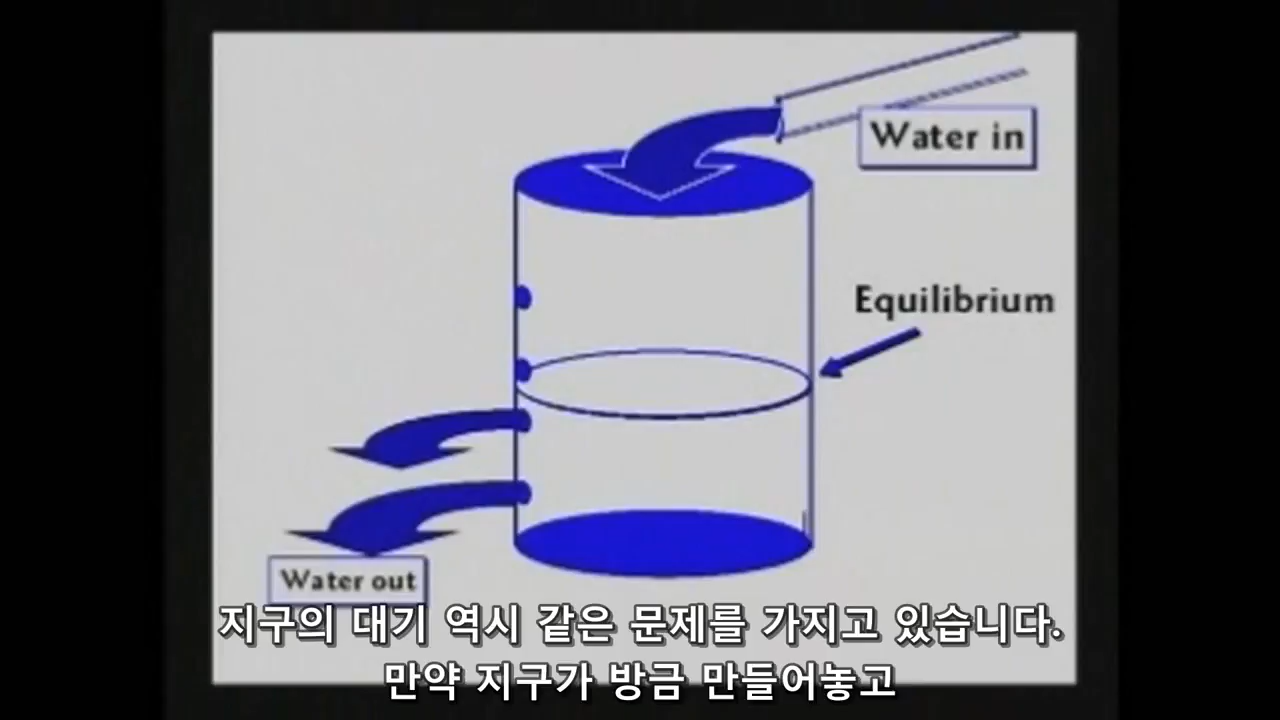 Water in
Equilibrium
Water out
지구의 대기 역시 같은 문제를 가지고 있습니다.
만약 지구가 방금 만들어놓고